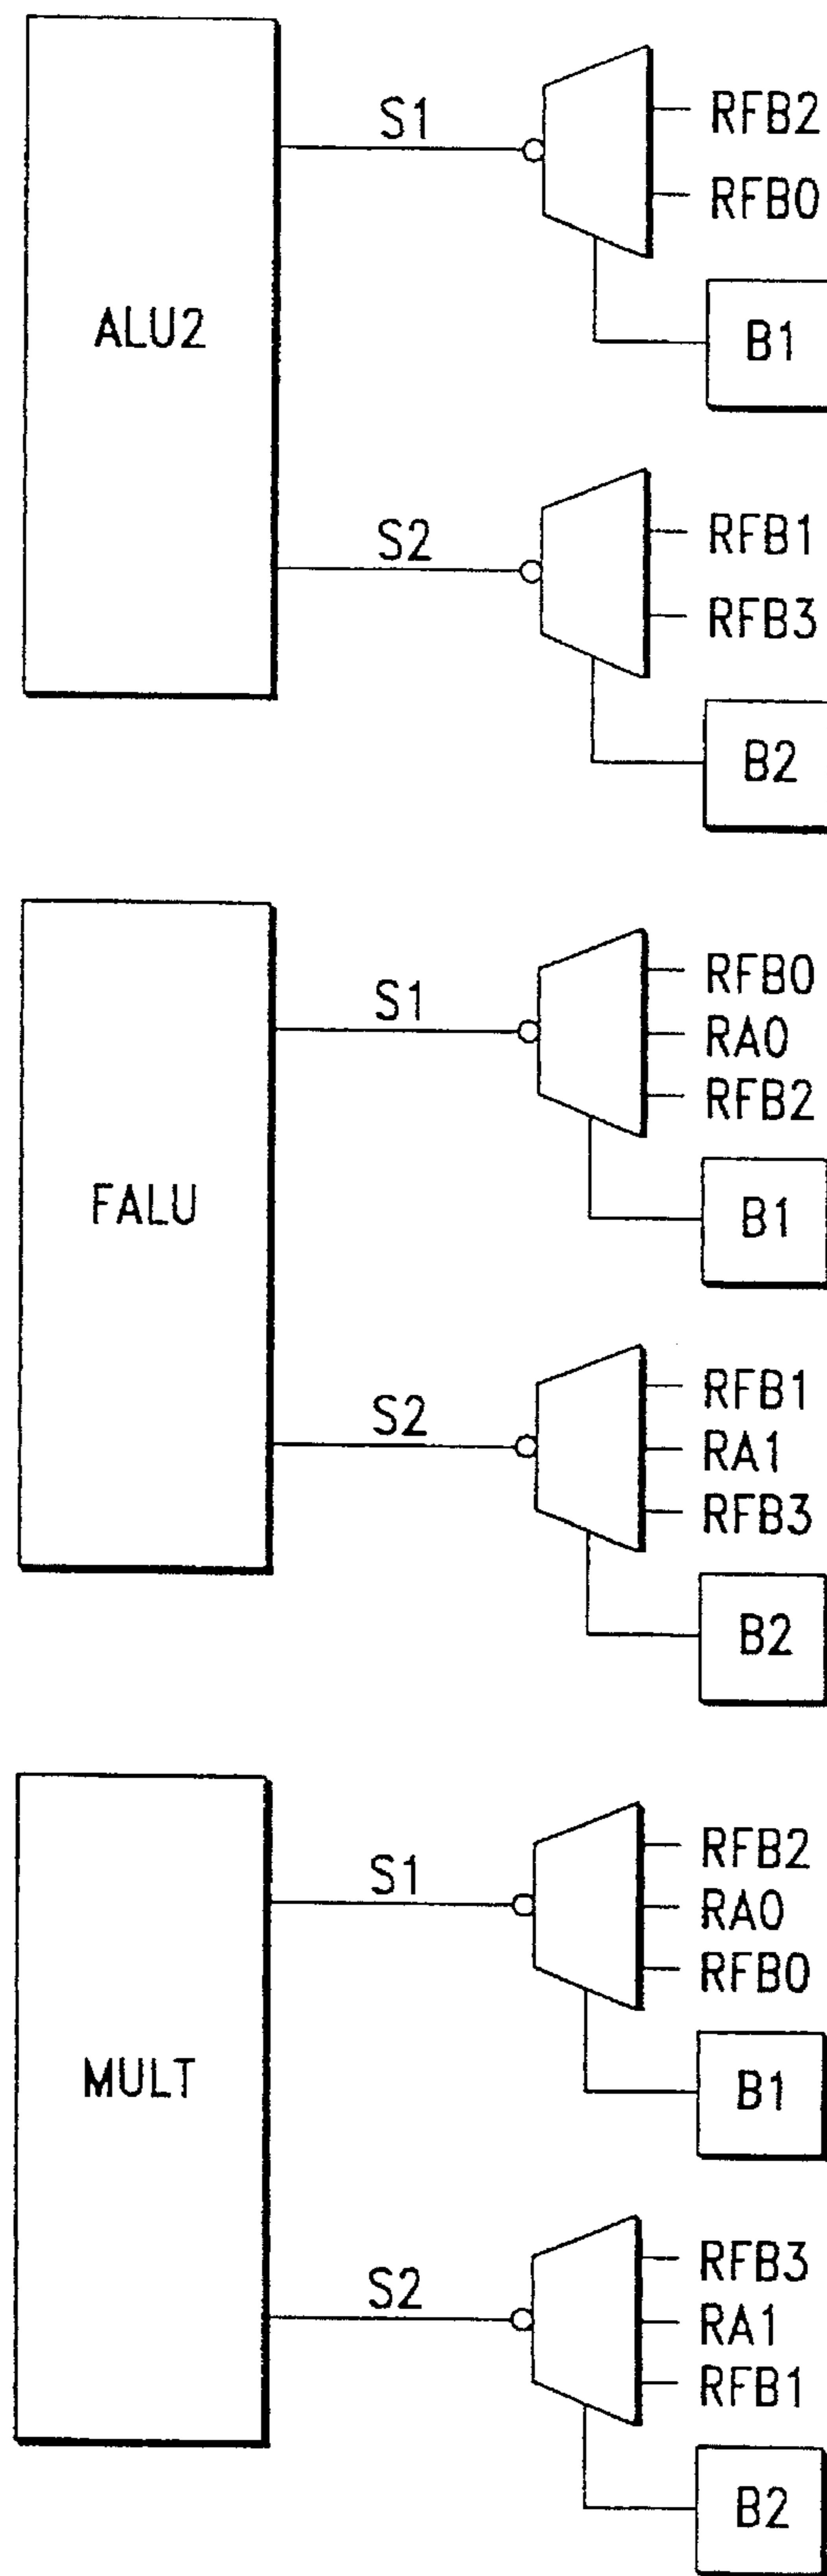 S1
RFB2
RFB0
ALU2
B1
S2
RFB1
RFB3
B2
S1
RFB0
RA0
RFB2
FALU
B1
S2
RFB1
RA1
RFB3
B2
S1
RFB2
RA0
RFB0
MULT
B1
S2
RFB3
RA1
RFB1
B2